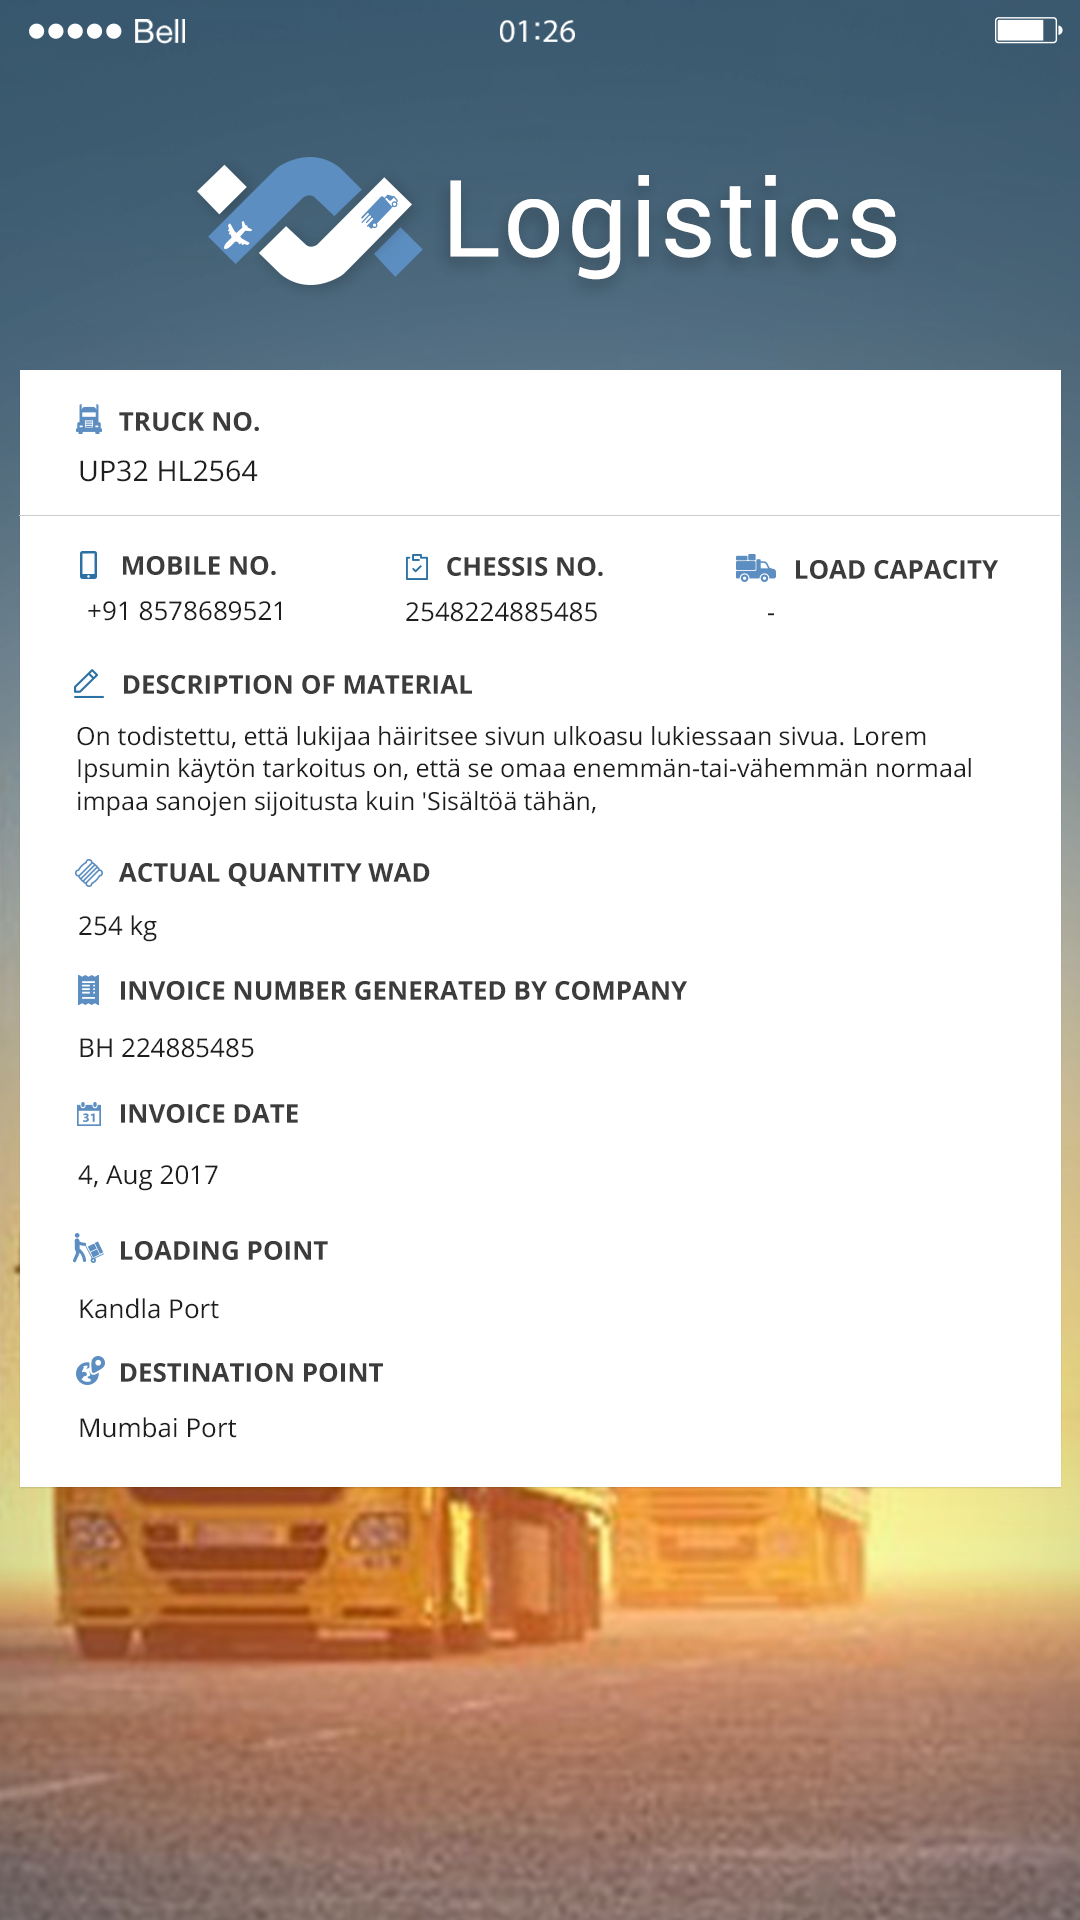 Bell 01:26
Logistics
TRUCK NO.
UP32 HL2564
MOBILE NO. CHESSIS NO. LOAD CAPACITY
+91 8578689521 2548224885485 -
DESCRIPTION OF MATERIAL
On todistettu, että lukijaa häiritsee sivun ulkoasu lukiessaan sivua. Lorem
Ipsumin käytön tarkoitus on, että se omaa enemmän-tai-vähemmän normaal
impaa sanojen sijoitusta kuin 'Sisältöä tähän,
ACTUAL QUANTITY WAD
254 kg
INVOICE NUMBER GENERATED BY COMPANY
BH 224885485
31 INVOICE DATE
4, Aug 2017
LOADING POINT
Kandla Port
DESTINATION POINT
Mumbai Port